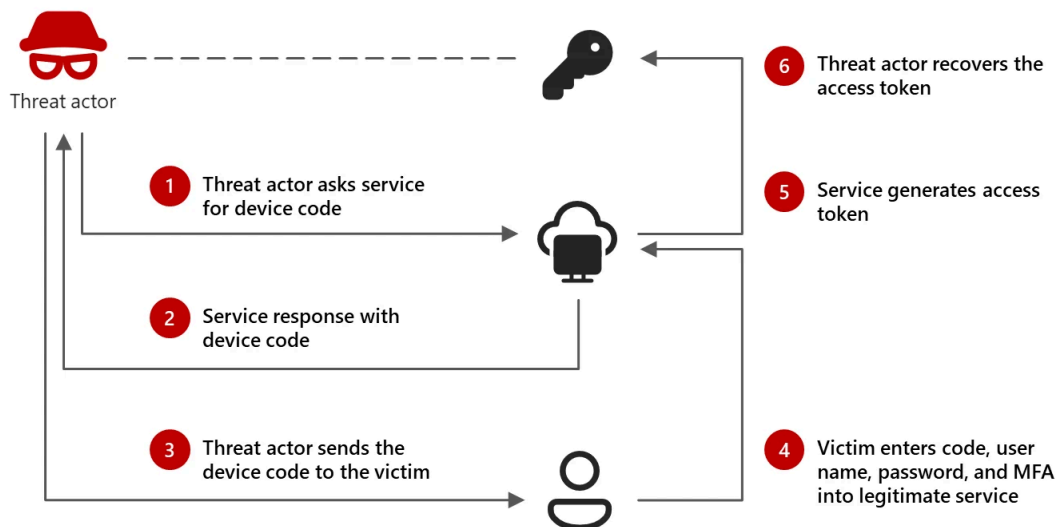 Threat actor
1
Threat actor asks service
for device code
2
Service response with
device code
3
Threat actor sends the
device code to the victim
4
Victim enters code, user
name, password, and MFA
into legitimate service
5
Service generates access
token
6
Threat actor recovers the
access token